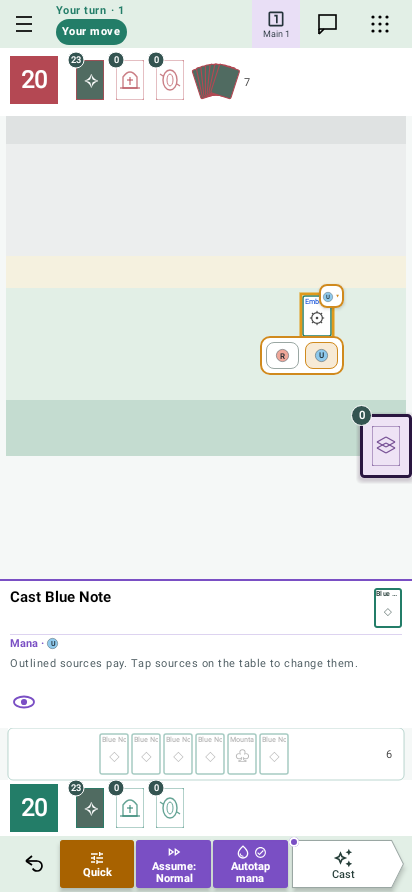 Your turn · 1
Your move
1
Main 1
20
23
0
0
7
Emb
U
R
U
0
Cast Blue Note
Blue ...
Mana · U
Outlined sources pay. Tap sources on the table to change them.
Blue Nc
Blue Nc
Blue Nc
Blue Nc
Mounta
Blue Nc
6
20
23
0
0
Quick
Assume:
Normal
Autotap
mana
Cast